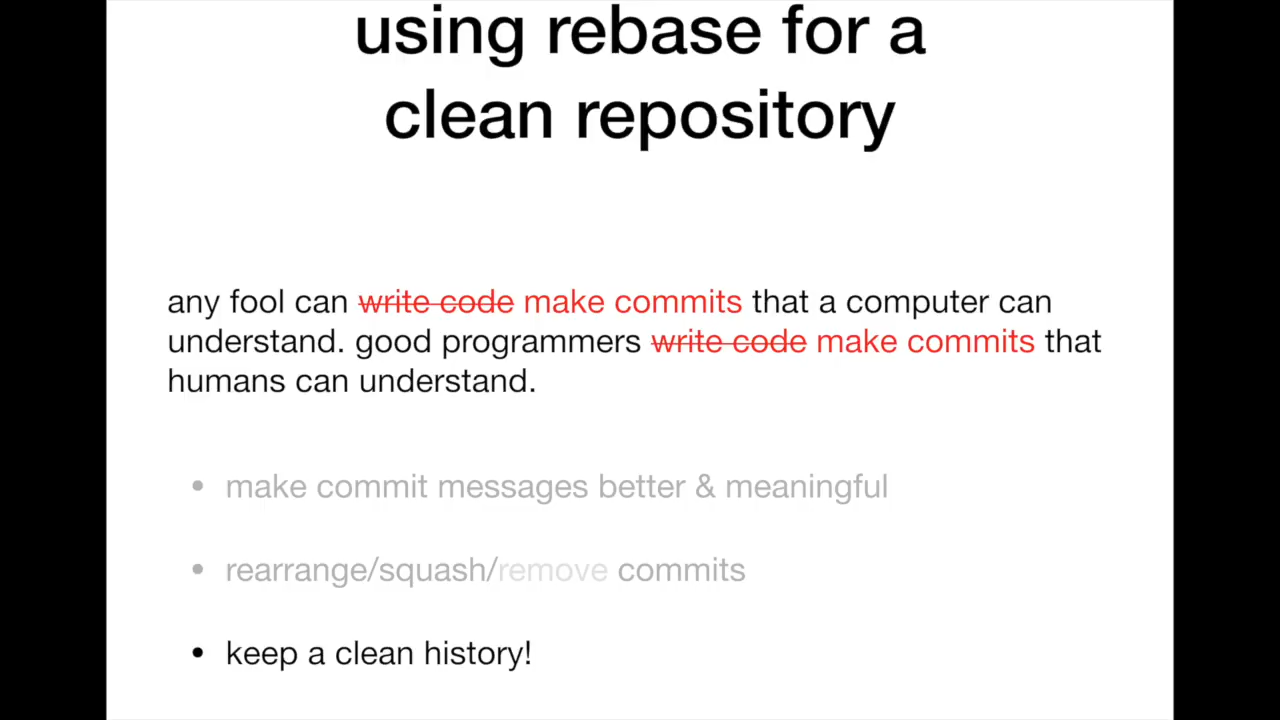 using rebase for a
clean repository
any fool can write code make commits that a computer can
understand. good programmers write code make commits that
humans can understand.
• make commit messages better & meaningful
• rearrange/squash/remove commits
• keep a clean history!